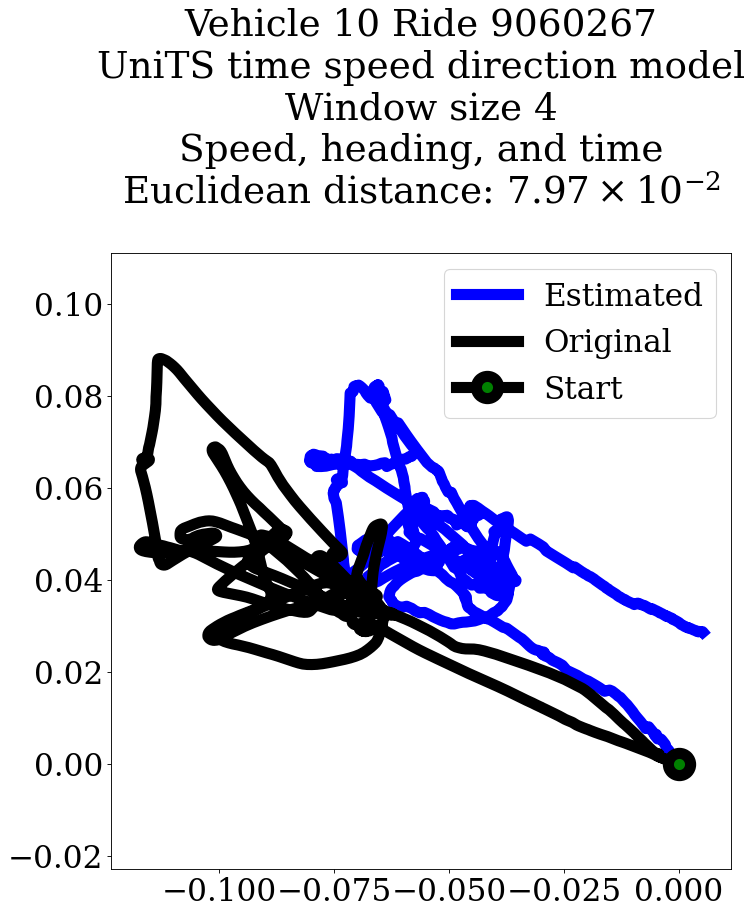 Vehicle 10 Ride 9060267
UniTS time speed direction model
Window size 4
Speed, heading, and time
Euclidean distance: 7.97 × 10⁻²
Estimated
Original
Start
0.10
0.08
0.06
0.04
0.02
0.00
−0.02
−0.100 −0.075 −0.050 −0.025 0.000